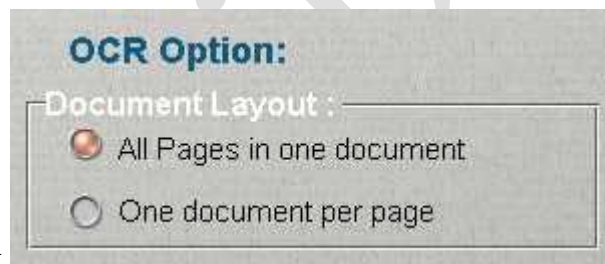 OCR Option:
Document Layout :
All Pages in one document
One document per page